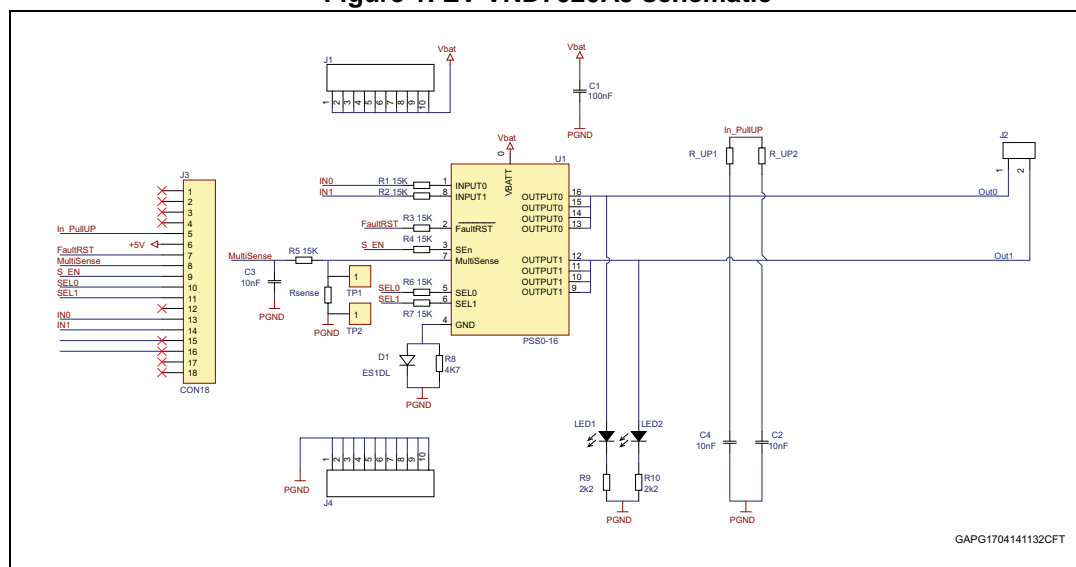 Vbat
J1
1 2 3 4 5 6 7 8 9 10
Vbat
C1
100nF
PGND
Vbat
0
U1
VBATT
IN0 R1 15K 1 INPUT0
IN1 R2 15K 8 INPUT1
FaultRST R3 15K 2 FaultRST
S_EN R4 15K 3 SEn
MultiSense R5 15K 7 MultiSense
SEL0 R6 15K 5 SEL0
SEL1 R7 15K 6 SEL1
4 GND
OUTPUT0 16
OUTPUT0 15
OUTPUT0 14
OUTPUT0 13
OUTPUT1 12
OUTPUT1 11
OUTPUT1 10
OUTPUT1 9
PSS0-16
C3
10nF
PGND
Rsense
PGND
1
TP1
1
TP2
D1
ES1DL
R8
4K7
PGND
J3
1
2
3
4
In_PullUP 5
+5V 6
FaultRST 7
MultiSense 8
S_EN 9
SEL0 10
SEL1 11
12
IN0 13
IN1 14
15
16
17
18
CON18
In_PullUP
R_UP1
R_UP2
J2
1
2
Out0
Out1
LED1
LED2
R9
2k2
R10
2k2
PGND
C4
10nF
C2
10nF
PGND
1 2 3 4 5 6 7 8 9 10
PGND
J4
GAPG1704141132CFT